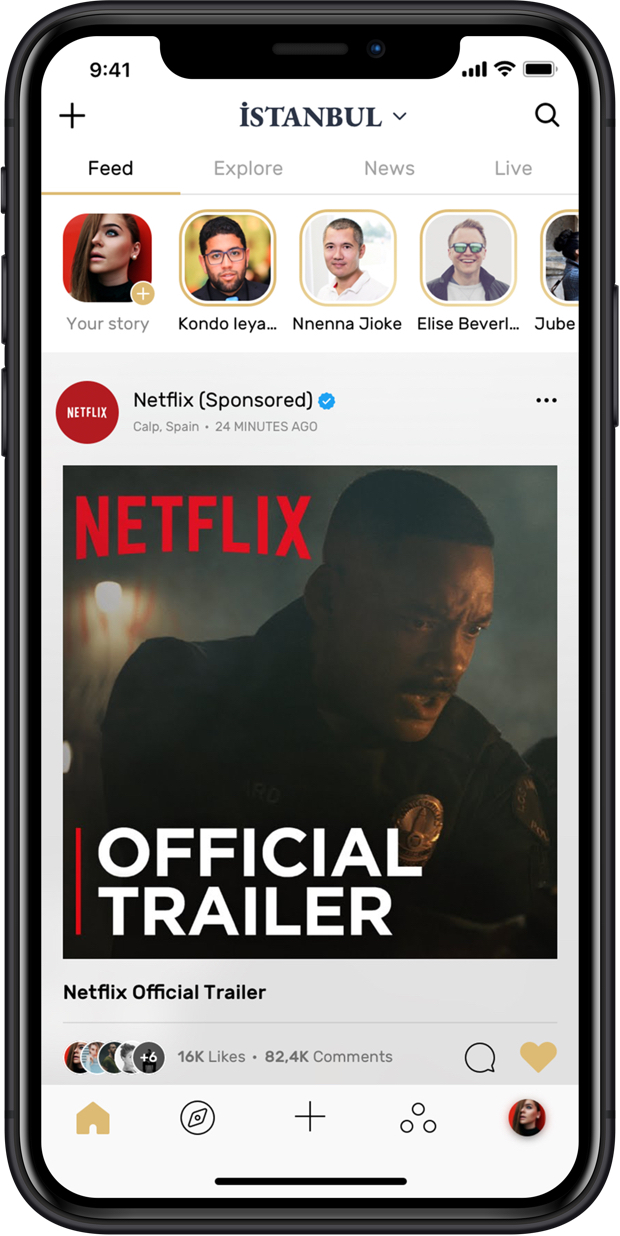 9:41
İSTANBUL
Feed Explore News Live
Your story Kondo Ieya... Nnenna Jioke Elise Beverl... Jube
NETFLIX
Netflix (Sponsored)
Calp, Spain • 24 MINUTES AGO
NETFLIX
OFFICIAL
TRAILER
Netflix Official Trailer
+6 16K Likes • 82,4K Comments